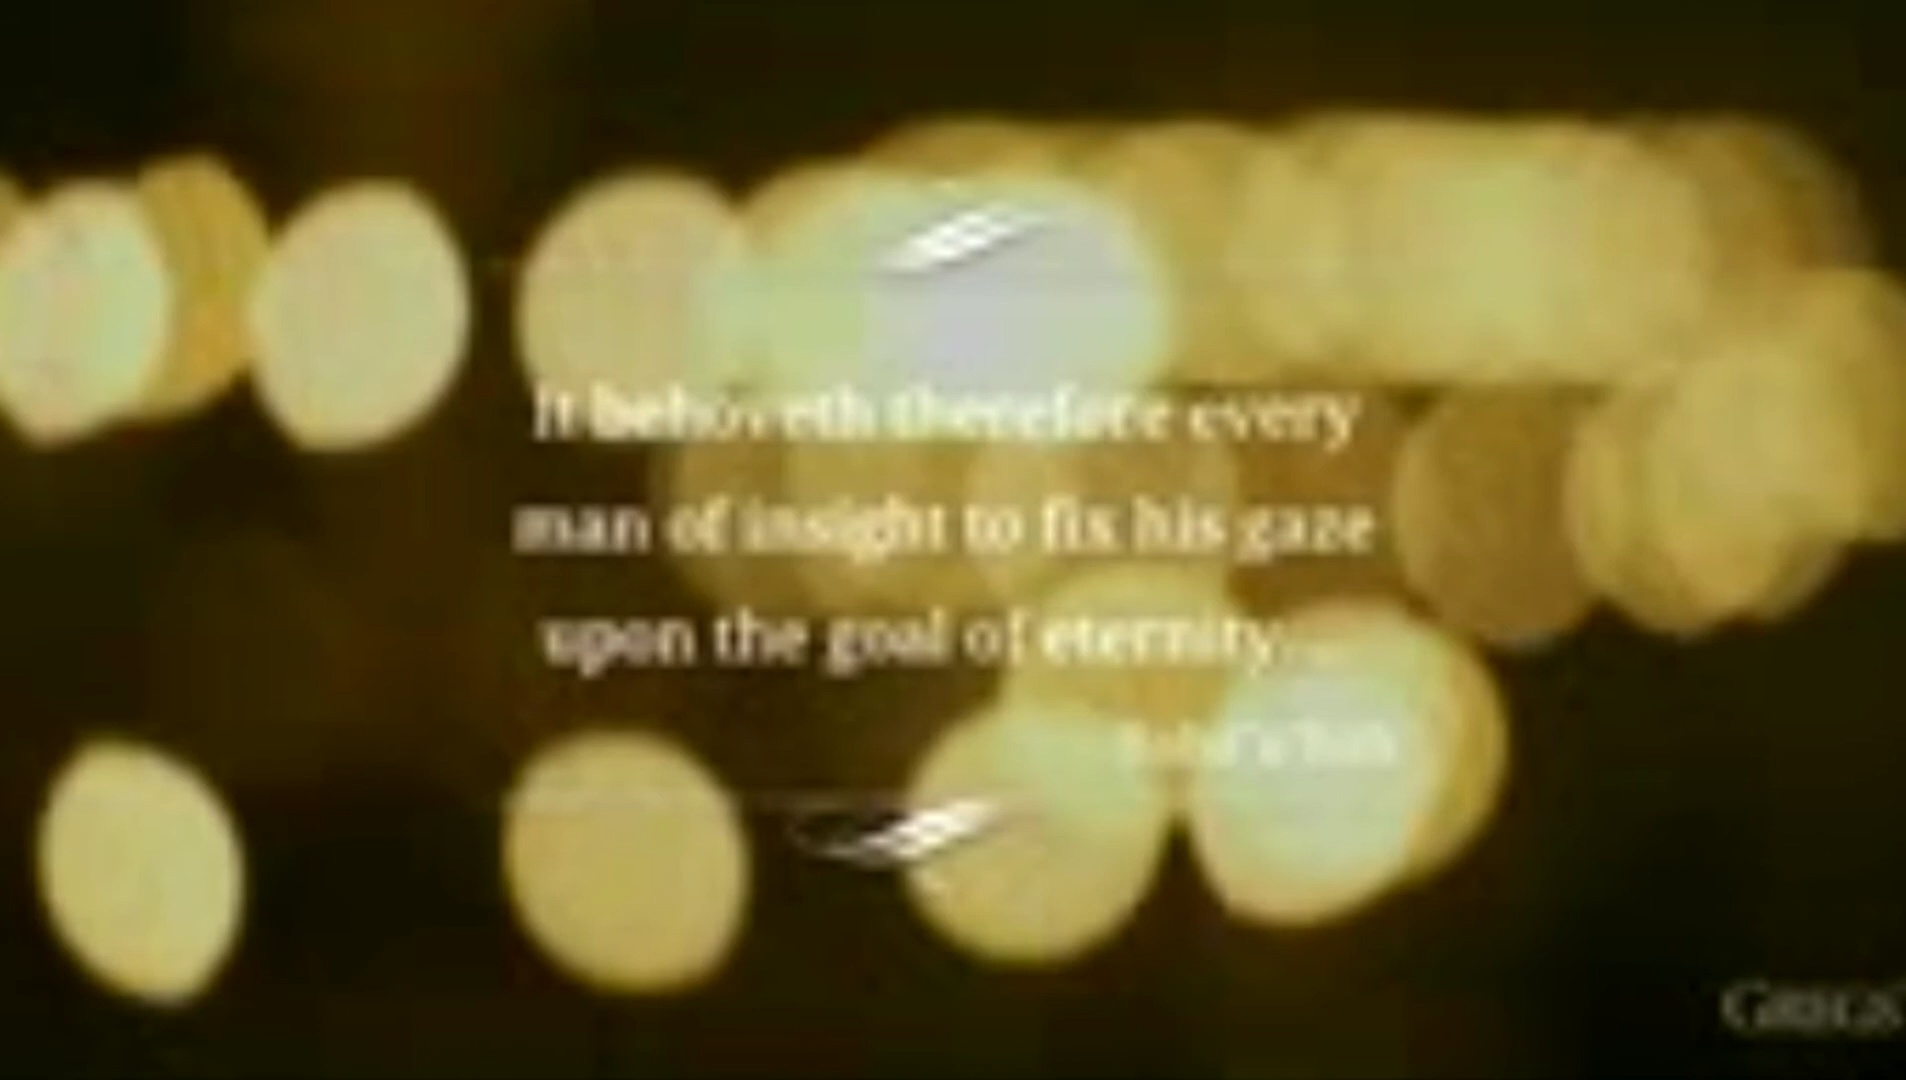 It behoveth therefore every
man of insight to fix his gaze
upon the goal of eternity...